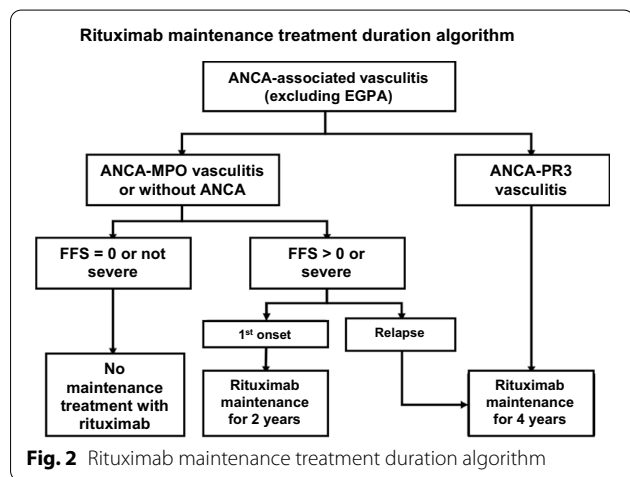 Rituximab maintenance treatment duration algorithm
ANCA-associated vasculitis
(excluding EGPA)
ANCA-MPO vasculitis
or without ANCA
ANCA-PR3
vasculitis
FFS = 0 or not
severe
FFS > 0 or
severe
1st onset
Relapse
No
maintenance
treatment with
rituximab
Rituximab
maintenance
for 2 years
Rituximab
maintenance
for 4 years
Fig. 2 Rituximab maintenance treatment duration algorithm